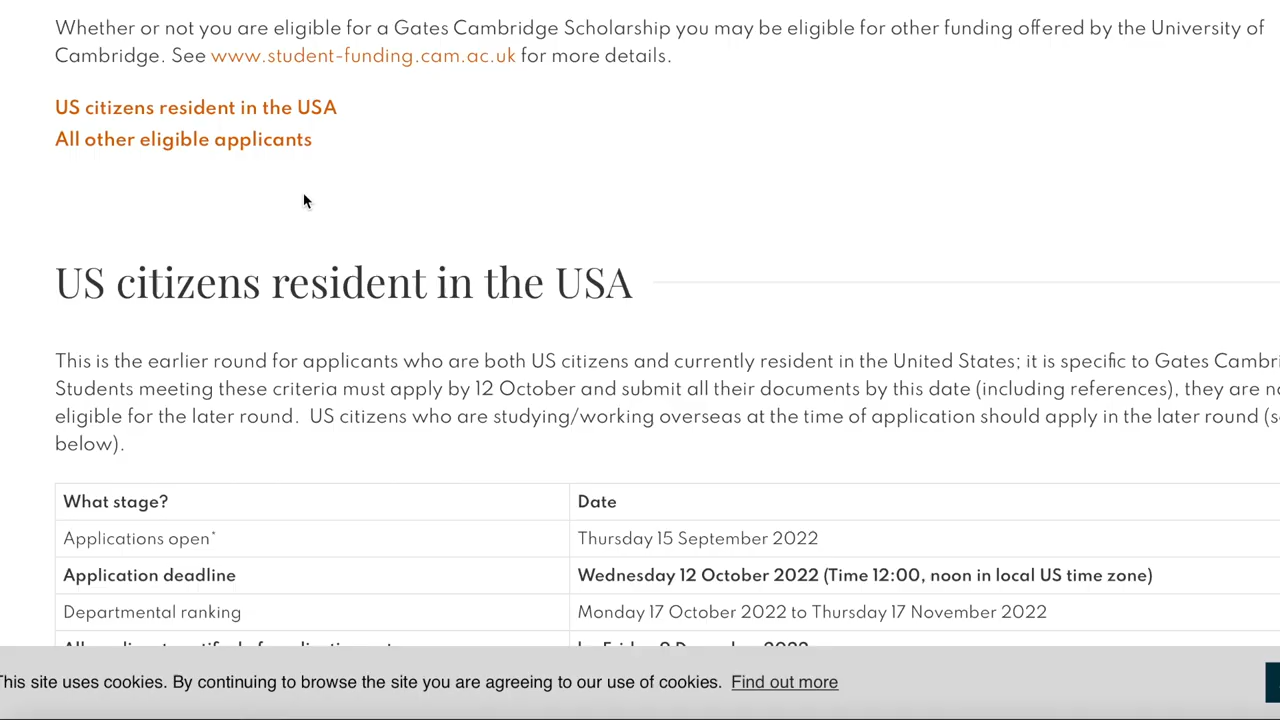 Whether or not you are eligible for a Gates Cambridge Scholarship you may be eligible for other funding offered by the University of
Cambridge. See www.student-funding.cam.ac.uk for more details.
US citizens resident in the USA
All other eligible applicants
US citizens resident in the USA
This is the earlier round for applicants who are both US citizens and currently resident in the United States; it is specific to Gates
Students meeting these criteria must apply by 12 October and submit all their documents by this date (including references), they are
eligible for the later round. US citizens who are studying/working overseas at the time of application should apply in the later round
below).
What stage? Date
Applications open* Thursday 15 September 2022
Application deadline Wednesday 12 October 2022 (Time 12:00, noon in local US time zone)
Departmental ranking Monday 17 October 2022 to Thursday 17 November 2022
This site uses cookies. By continuing to browse the site you are agreeing to our use of cookies. Find out more